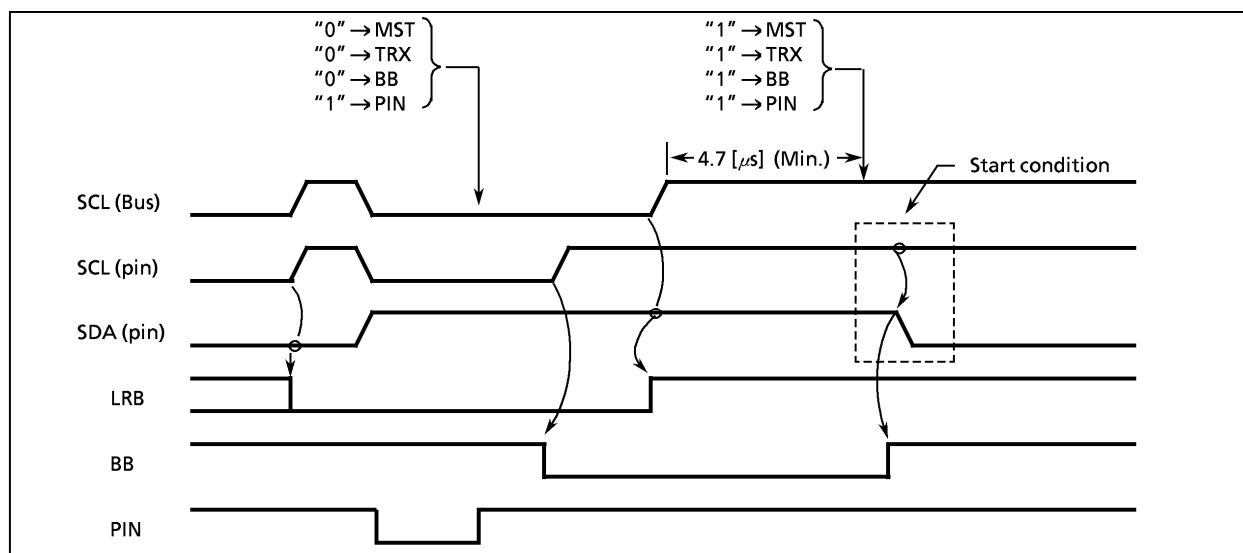 “0” → MST
“0” → TRX
“0” → BB
“1” → PIN
“1” → MST
“1” → TRX
“1” → BB
“1” → PIN
4.7 [μs] (Min.)
Start condition
SCL (Bus)
SCL (pin)
SDA (pin)
LRB
BB
PIN